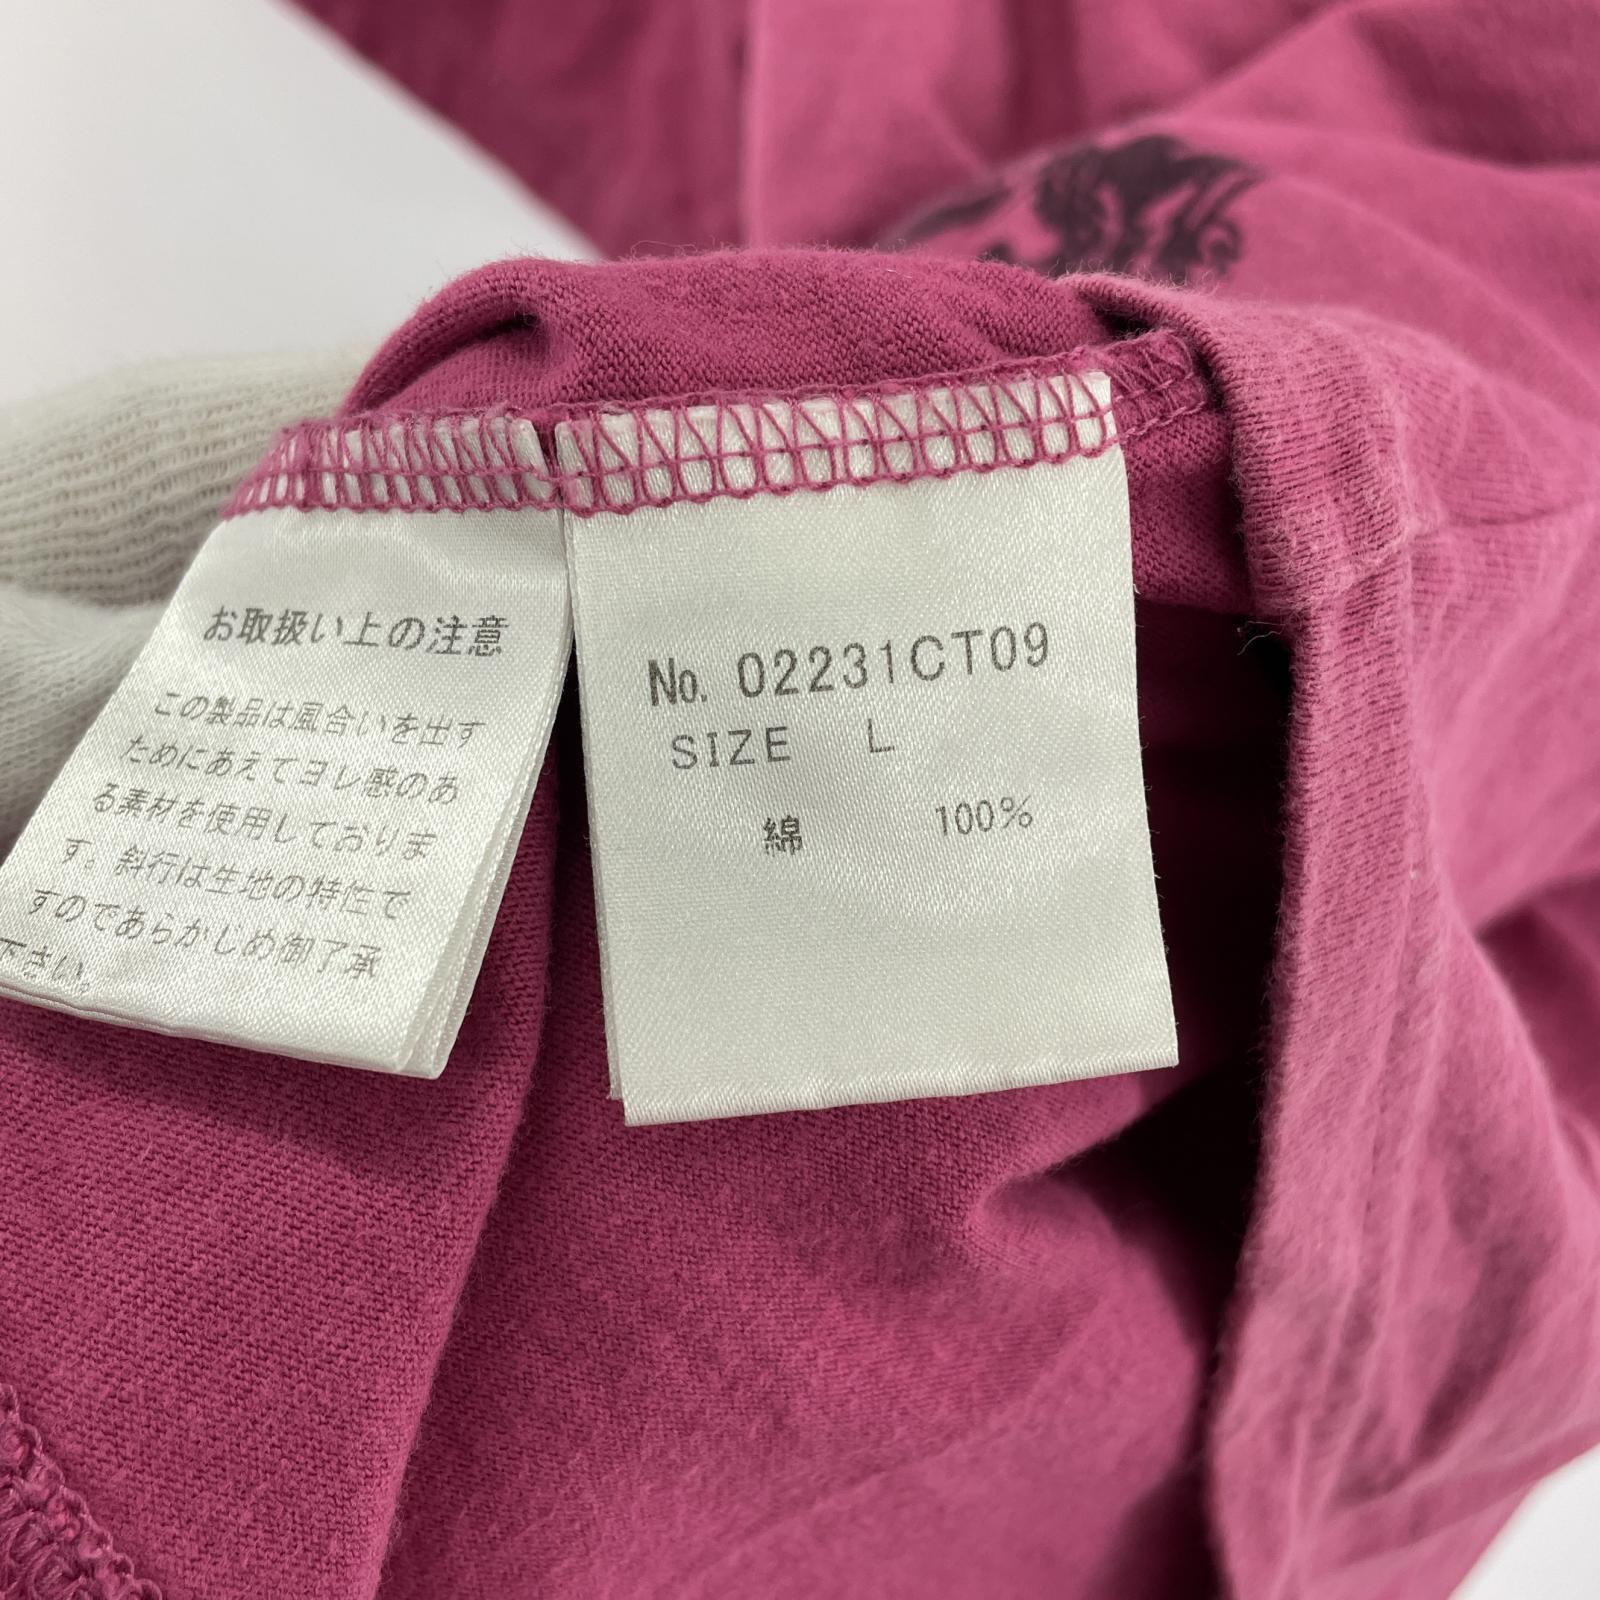 お取扱い上の注意
この製品は風合いを出す
ためにあえてヨレ感のあ
る素材を使用しておりま
す。斜行は生地の特性で
すのであらかじめ御了承
下さい。
No. 02231CT09
SIZE L
綿 100%